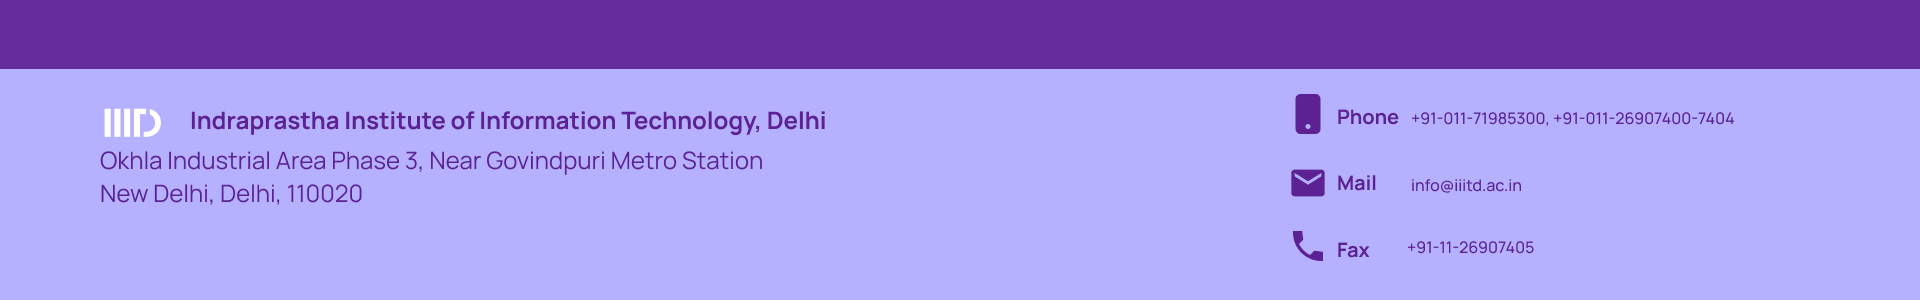 IIITD Indraprastha Institute of Information Technology, Delhi
Okhla Industrial Area Phase 3, Near Govindpuri Metro Station
New Delhi, Delhi, 110020
Phone +91-011-71985300, +91-011-26907400-7404
Mail info@iiitd.ac.in
Fax +91-11-26907405